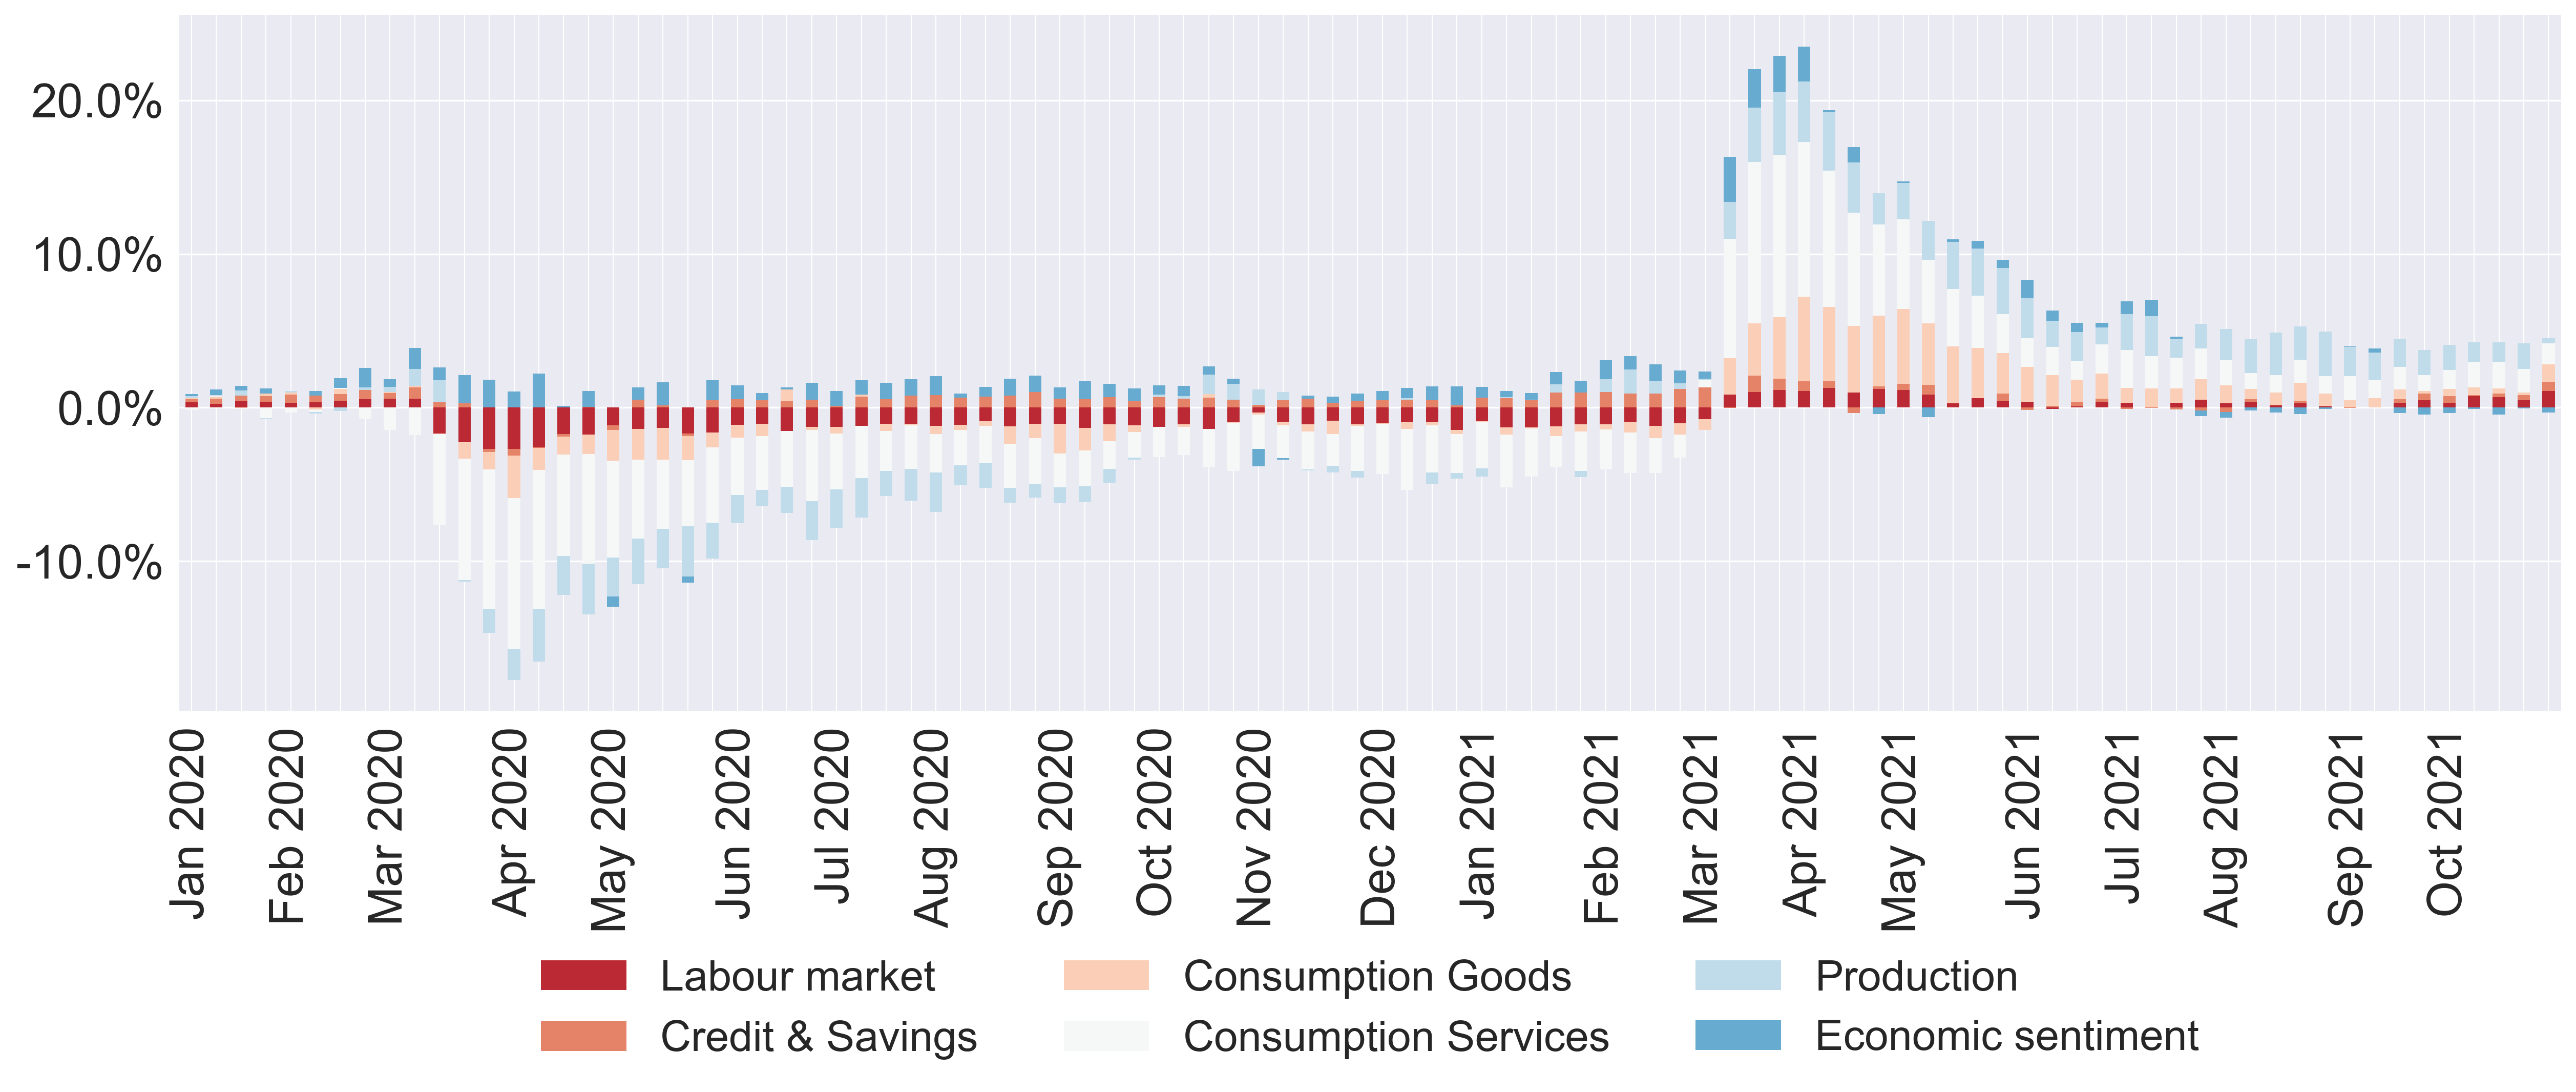 20.0%
10.0%
0.0%
-10.0%
Jan 2020
Feb 2020
Mar 2020
Apr 2020
May 2020
Jun 2020
Jul 2020
Aug 2020
Sep 2020
Oct 2020
Nov 2020
Dec 2020
Jan 2021
Feb 2021
Mar 2021
Apr 2021
May 2021
Jun 2021
Jul 2021
Aug 2021
Sep 2021
Oct 2021
Labour market
Consumption Goods
Production
Credit & Savings
Consumption Services
Economic sentiment